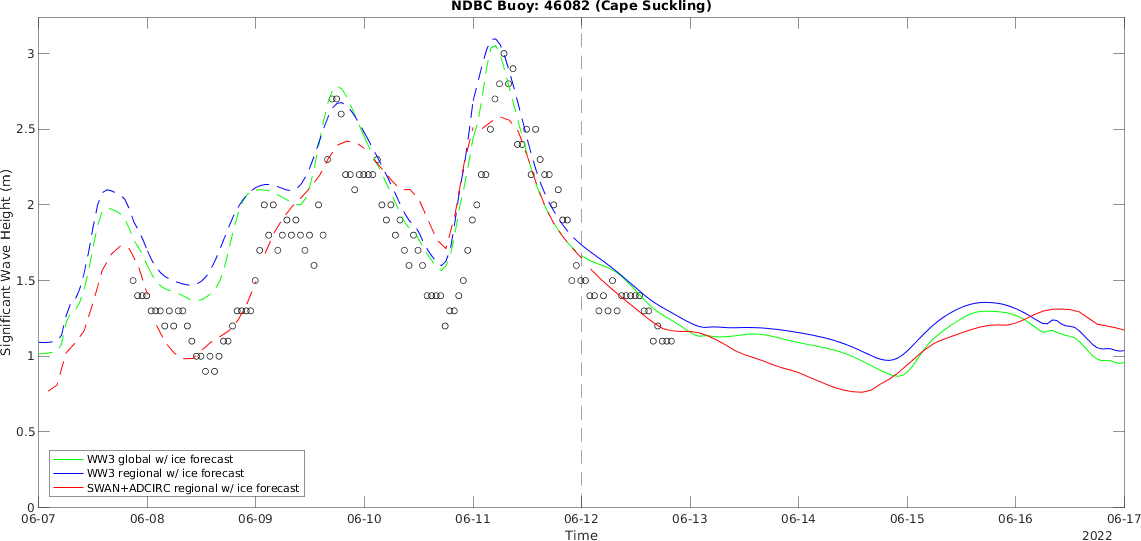 NDBC Buoy: 46082 (Cape Suckling)
Significant Wave Height (m)
3
2.5
2
1.5
1
0.5
0
WW3 global w/ ice forecast
WW3 regional w/ ice forecast
SWAN+ADCIRC regional w/ ice forecast
06-07 06-08 06-09 06-10 06-11 06-12 06-13 06-14 06-15 06-16 06-17
Time 2022